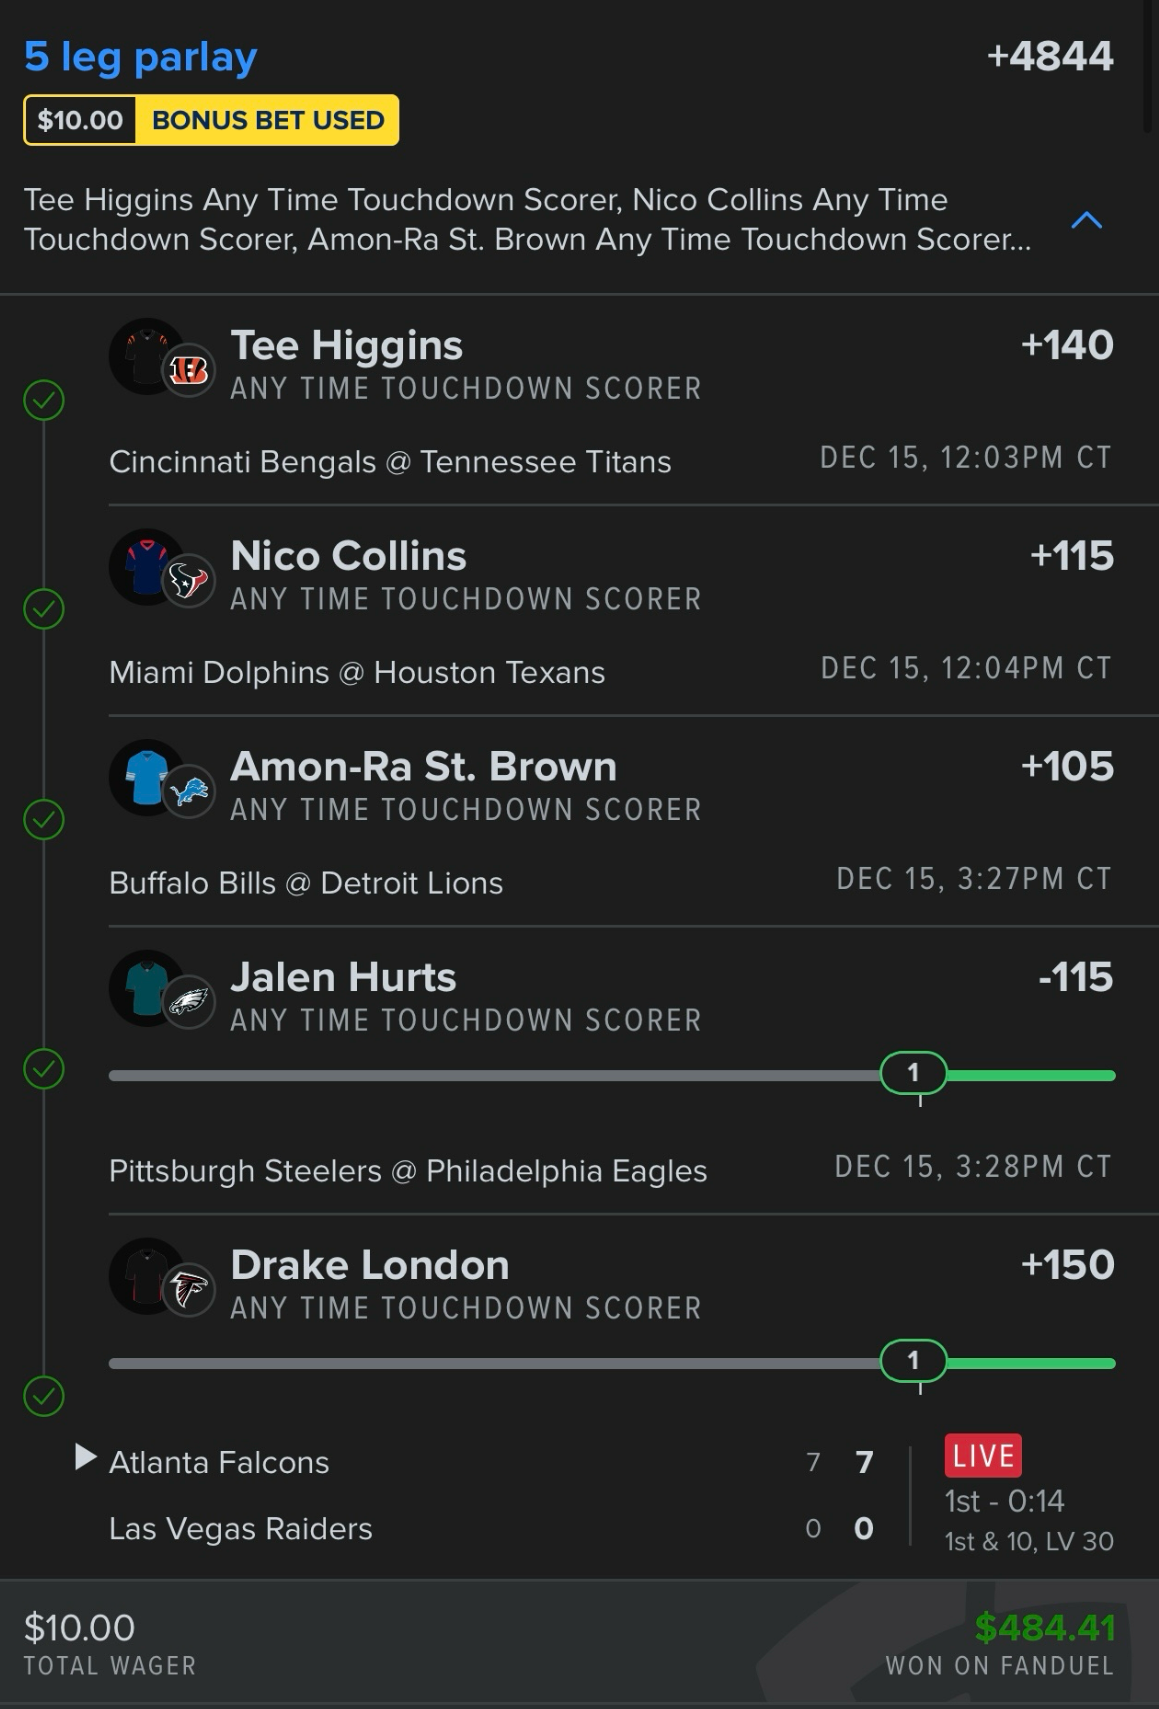 5 leg parlay +4844
$10.00 BONUS BET USED
Tee Higgins Any Time Touchdown Scorer, Nico Collins Any Time
Touchdown Scorer, Amon-Ra St. Brown Any Time Touchdown Scorer...
Tee Higgins +140
ANY TIME TOUCHDOWN SCORER
Cincinnati Bengals @ Tennessee Titans DEC 15, 12:03PM CT
Nico Collins +115
ANY TIME TOUCHDOWN SCORER
Miami Dolphins @ Houston Texans DEC 15, 12:04PM CT
Amon-Ra St. Brown +105
ANY TIME TOUCHDOWN SCORER
Buffalo Bills @ Detroit Lions DEC 15, 3:27PM CT
Jalen Hurts -115
ANY TIME TOUCHDOWN SCORER
1
Pittsburgh Steelers @ Philadelphia Eagles DEC 15, 3:28PM CT
Drake London +150
ANY TIME TOUCHDOWN SCORER
1
Atlanta Falcons 7 7 LIVE
1st - 0:14
Las Vegas Raiders 0 0 1st & 10, LV 30
$10.00 $484.41
TOTAL WAGER WON ON FANDUEL